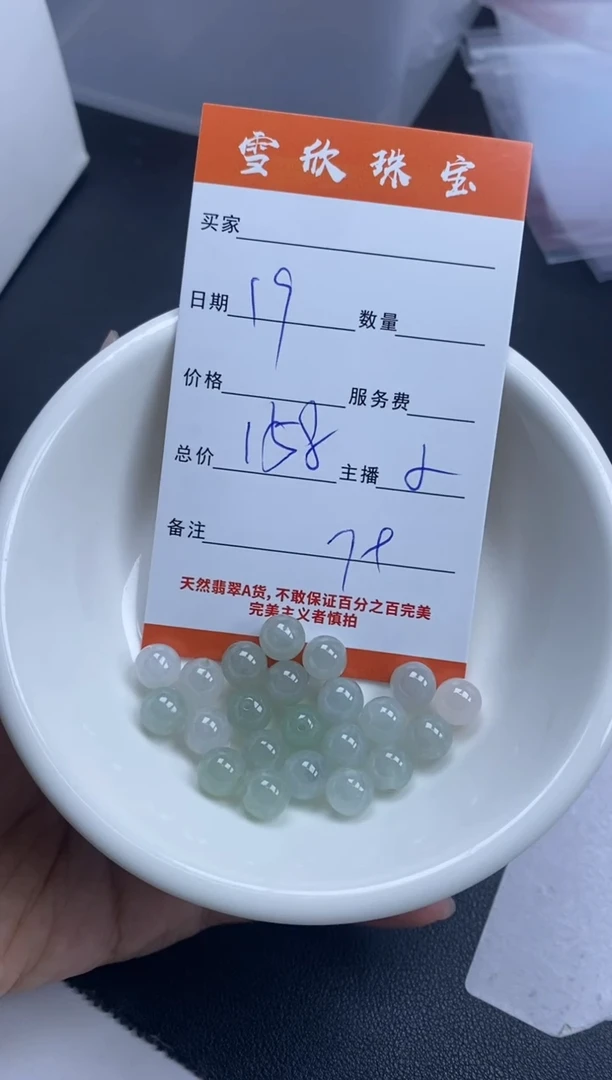 雪欣珠宝
买家
日期 19 数量
价格 服务费
总价 158 主播
备注 78
天然翡翠A货,不敢保证百分之百完美
完美主义者慎拍